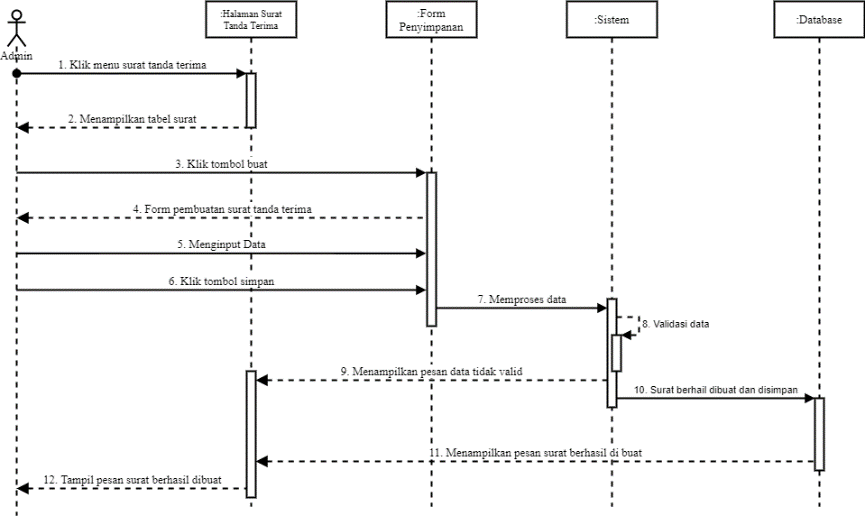 :Halaman Surat
Tanda Terima
:Form
Penyimpanan
:Sistem
:Database
Admin
1. Klik menu surat tanda terima
2. Menampilkan tabel surat
3. Klik tombol buat
4. Form pembuatan surat tanda terima
5. Menginput Data
6. Klik tombol simpan
7. Memproses data
8. Validasi data
9. Menampilkan pesan data tidak valid
10. Surat berhail dibuat dan disimpan
11. Menampilkan pesan surat berhasil di buat
12. Tampil pesan surat berhasil dibuat